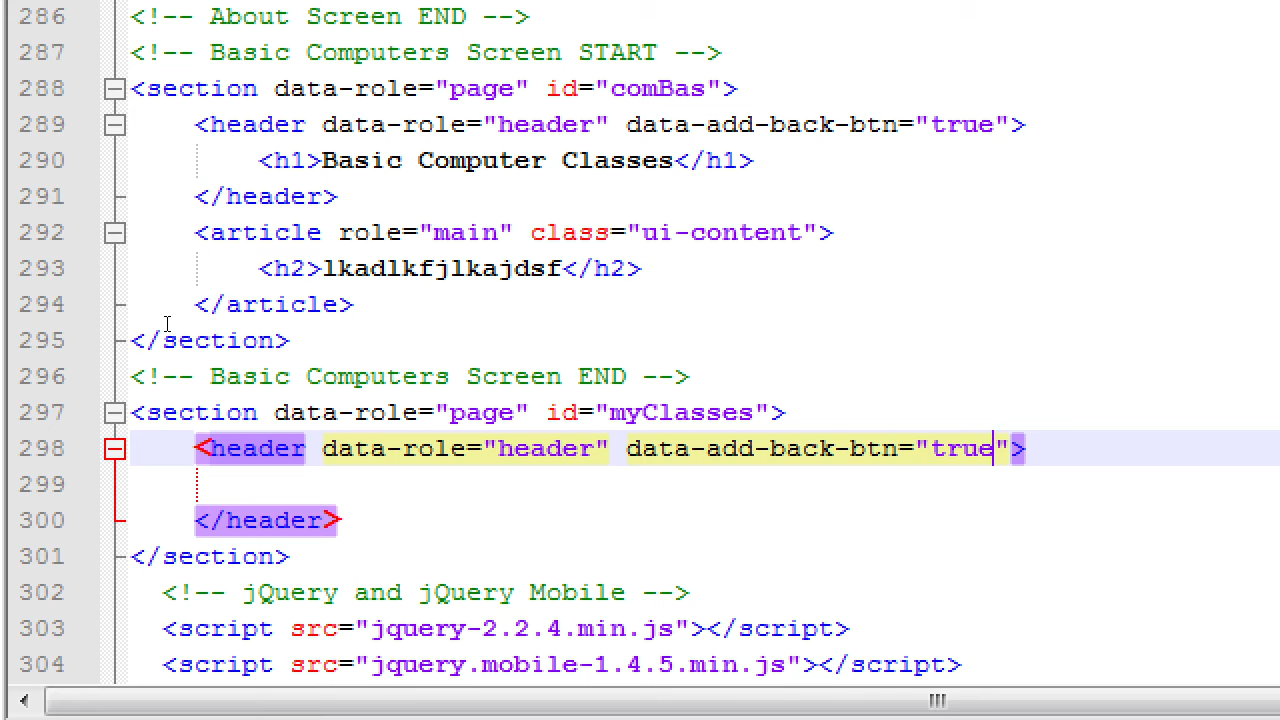 286 <!-- About Screen END -->
287 <!-- Basic Computers Screen START -->
288 <section data-role="page" id="comBas">
289 <header data-role="header" data-add-back-btn="true">
290 <h1>Basic Computer Classes</h1>
291 </header>
292 <article role="main" class="ui-content">
293 <h2>lkadlkfjlkajdsf</h2>
294 </article>
295 </section>
296 <!-- Basic Computers Screen END -->
297 <section data-role="page" id="myClasses">
298 <header data-role="header" data-add-back-btn="true">
299
300 </header>
301 </section>
302 <!-- jQuery and jQuery Mobile -->
303 <script src="jquery-2.2.4.min.js"></script>
304 <script src="jquery.mobile-1.4.5.min.js"></script>